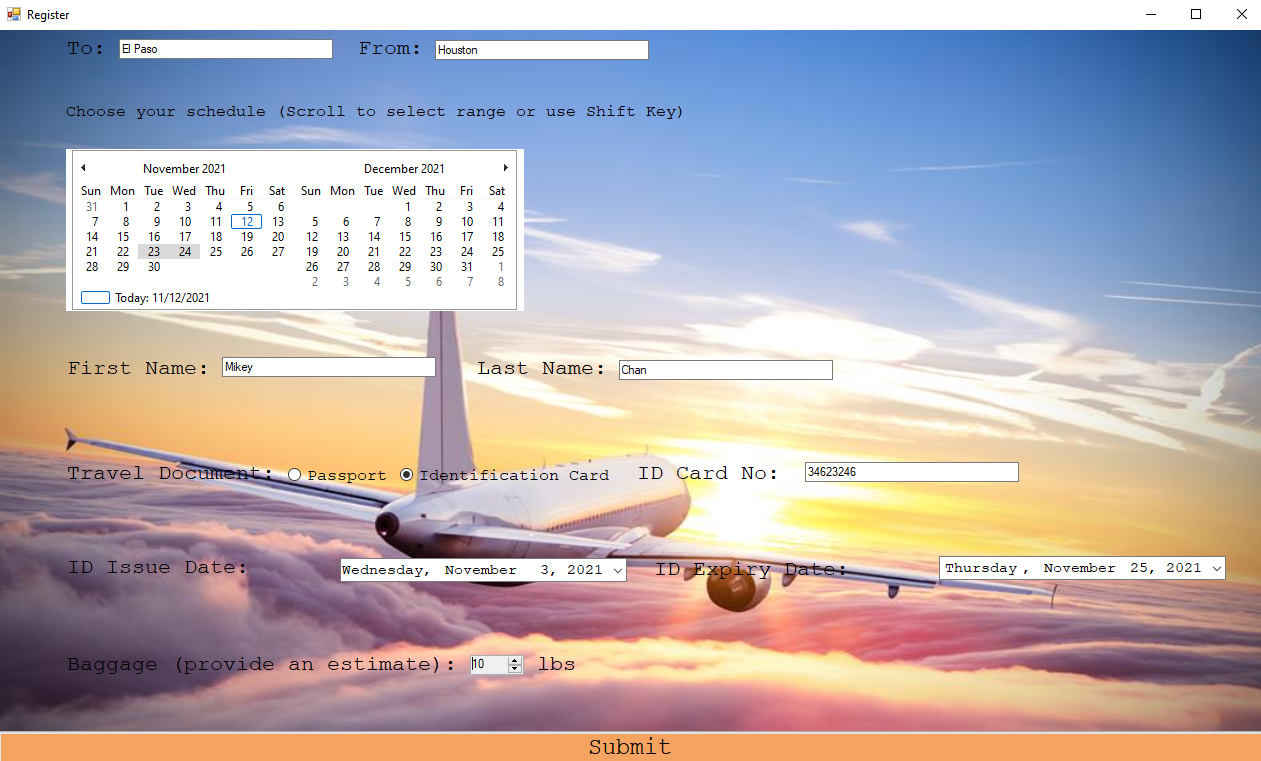 Register
To: El Paso From: Houston
Choose your schedule (Scroll to select range or use Shift Key)
November 2021 December 2021
Sun Mon Tue Wed Thu Fri Sat Sun Mon Tue Wed Thu Fri Sat
31 1 2 3 4 5 6 1 2 3 4
7 8 9 10 11 12 13 5 6 7 8 9 10 11
14 15 16 17 18 19 20 12 13 14 15 16 17 18
21 22 23 24 25 26 27 19 20 21 22 23 24 25
28 29 30 26 27 28 29 30 31 1
2 3 4 5 6 7 8
Today: 11/12/2021
First Name: Mikey Last Name: Chan
Travel Document: Passport Identification Card ID Card No: 34623246
ID Issue Date: Wednesday, November 3, 2021 ID Expiry Date: Thursday, November 25, 2021
Baggage (provide an estimate): 10 lbs
Submit